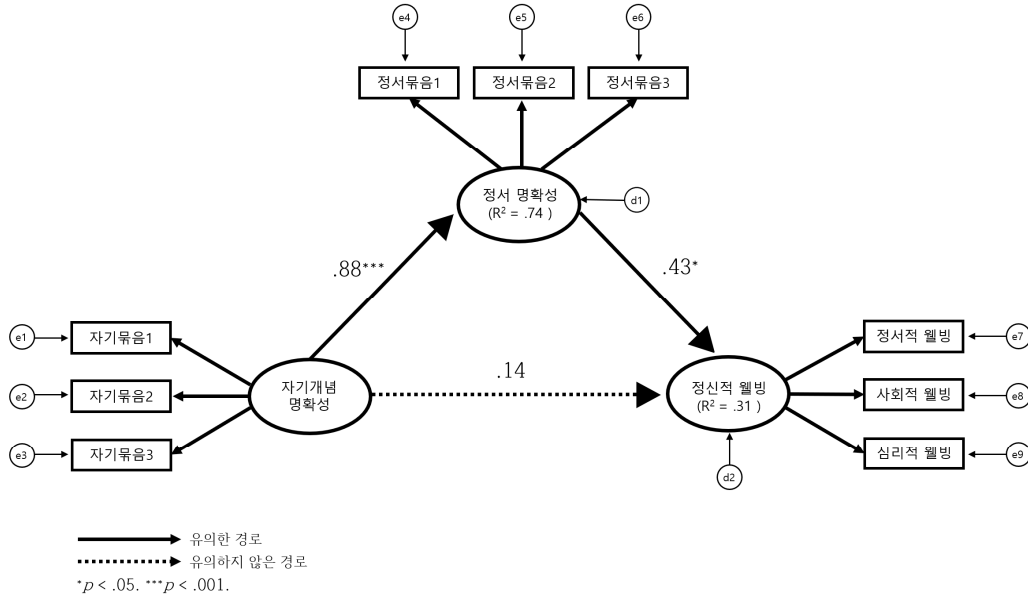 e4
e5
e6
정서묶음1
정서묶음2
정서묶음3
정서 명확성
(R² = .74 )
d1
.88***
.43*
e1
자기묶음1
정서적 웰빙
e7
.14
자기개념
명확성
정신적 웰빙
(R² = .31 )
e2
자기묶음2
사회적 웰빙
e8
e3
자기묶음3
심리적 웰빙
e9
d2
유의한 경로
유의하지 않은 경로
*p < .05. ***p < .001.